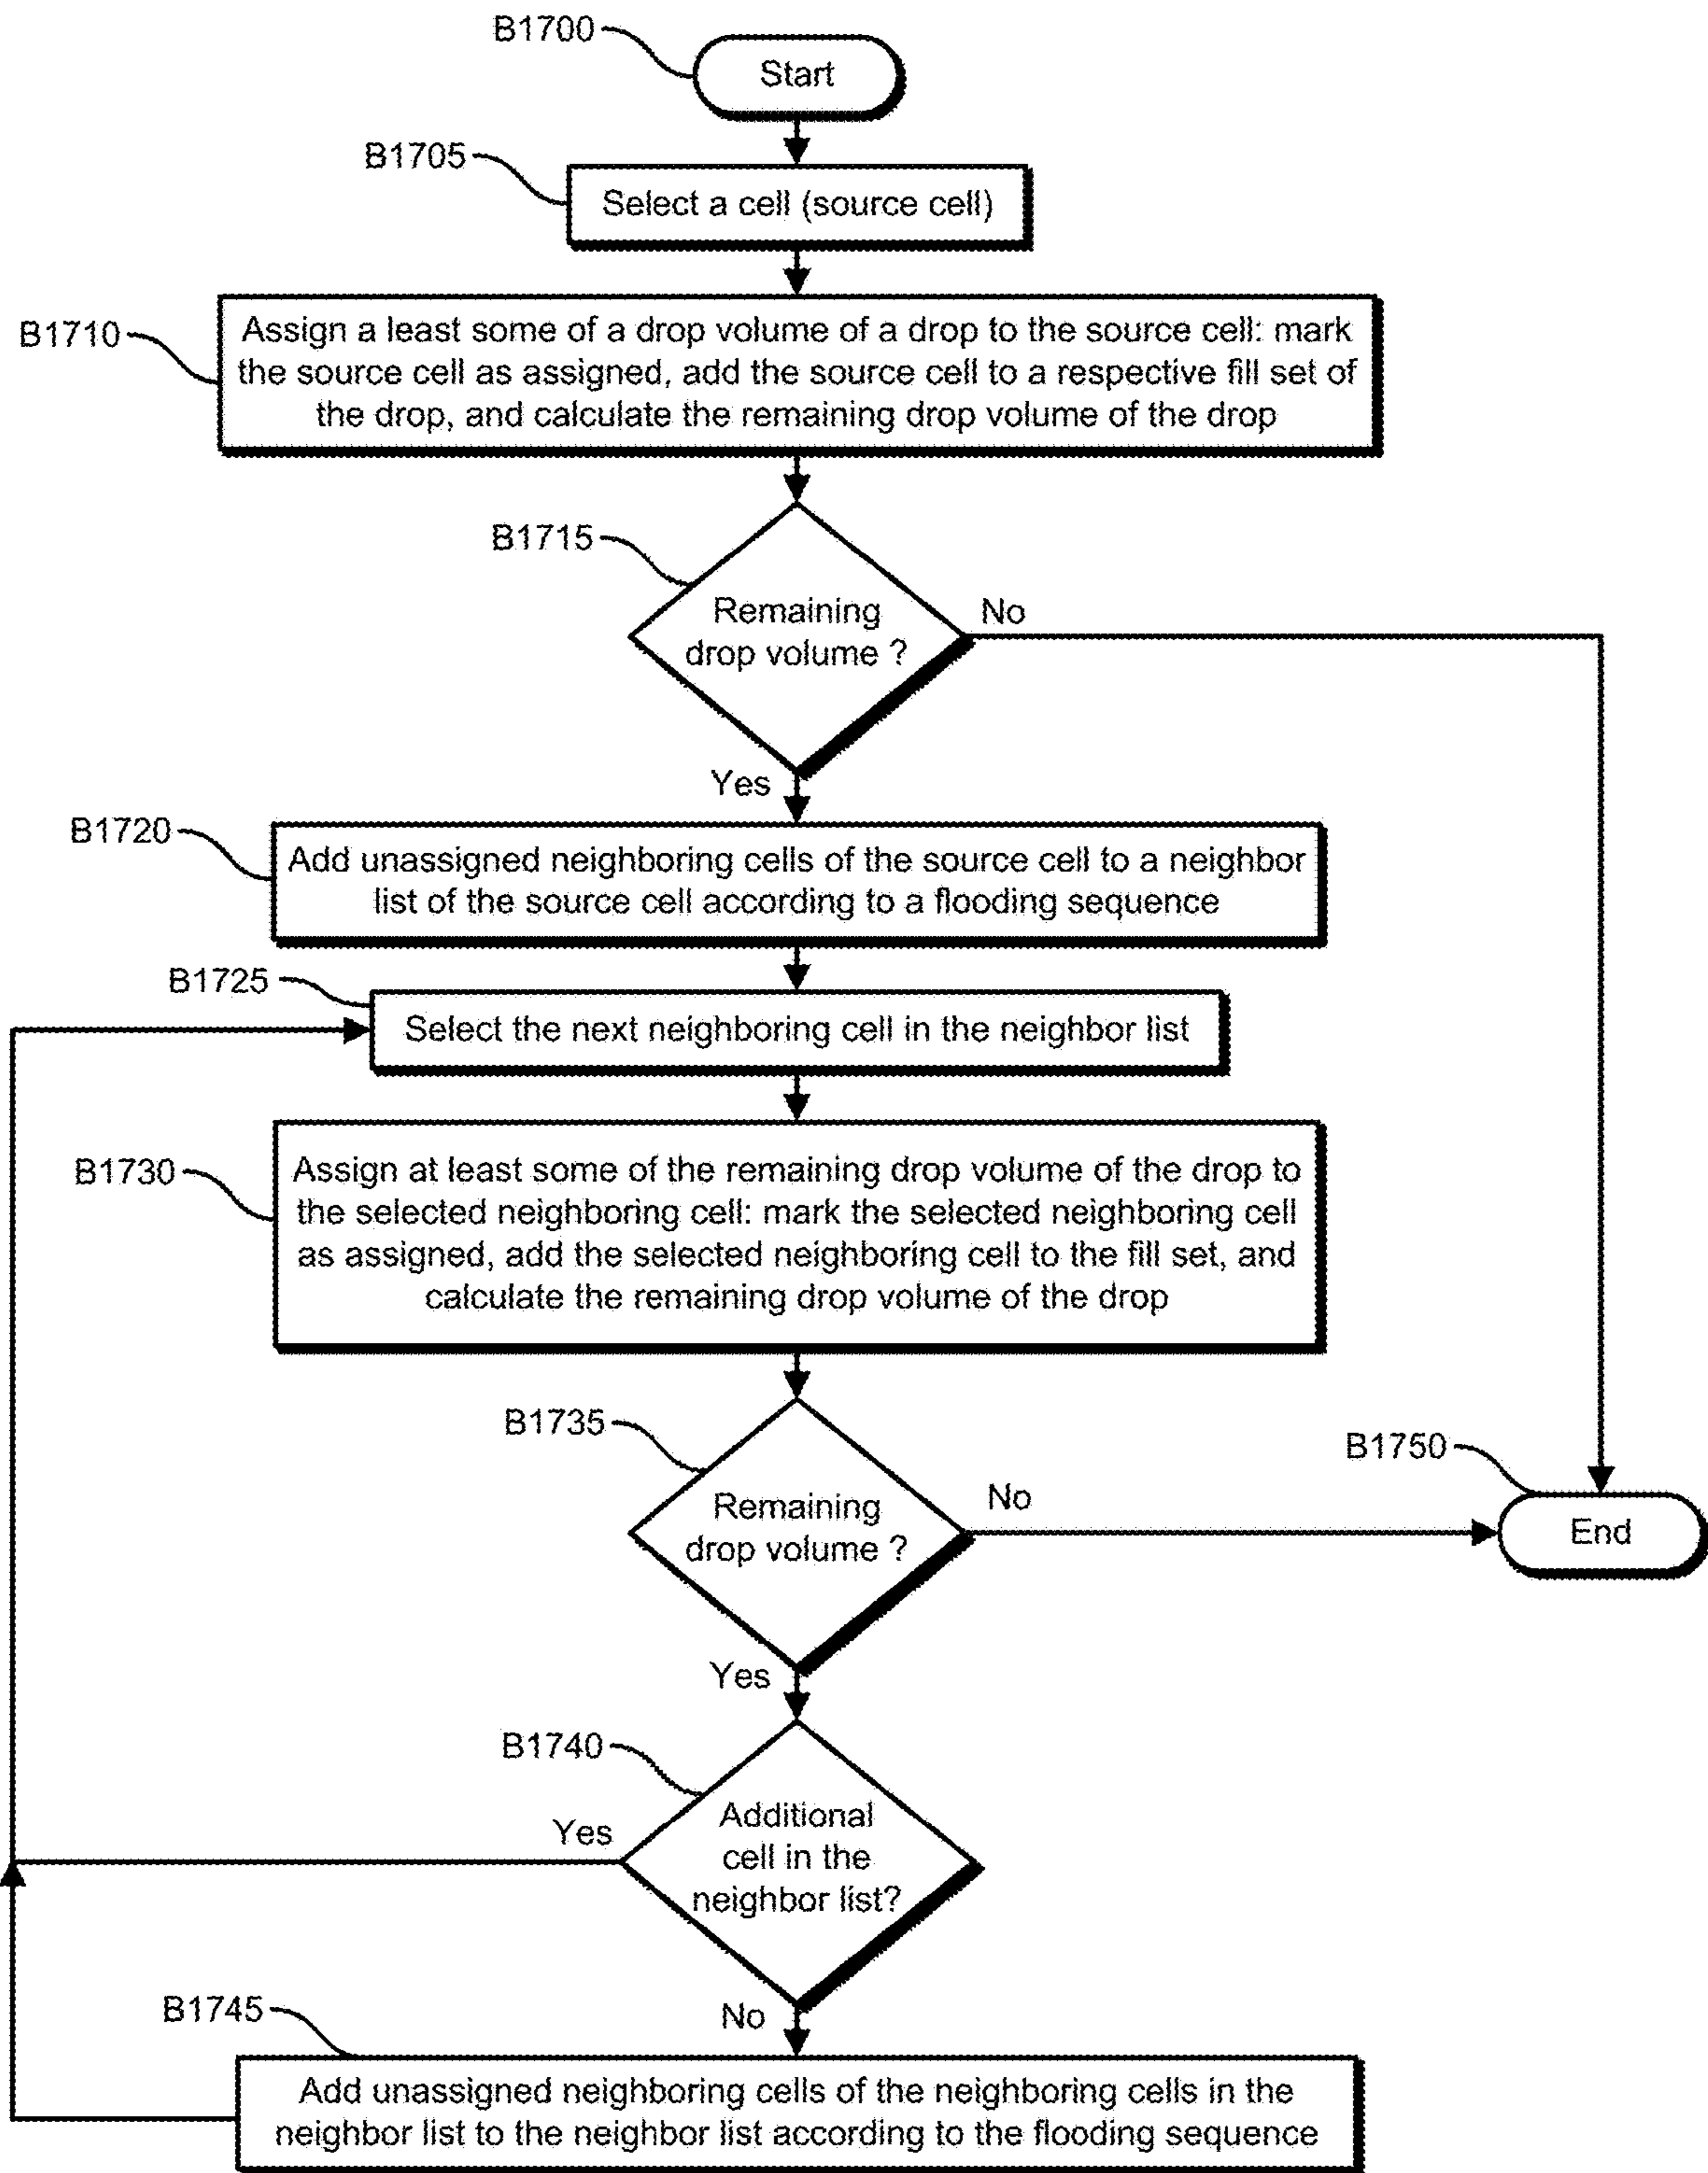 B1700
Start
B1705
Select a cell (source cell)
B1710
Assign a least some of a drop volume of a drop to the source cell: mark
the source cell as assigned, add the source cell to a respective fill set of
the drop, and calculate the remaining drop volume of the drop
B1715
Remaining
drop volume ?
No
Yes
B1720
Add unassigned neighboring cells of the source cell to a neighbor
list of the source cell according to a flooding sequence
B1725
Select the next neighboring cell in the neighbor list
B1730
Assign at least some of the remaining drop volume of the drop to
the selected neighboring cell: mark the selected neighboring cell
as assigned, add the selected neighboring cell to the fill set, and
calculate the remaining drop volume of the drop
B1735
Remaining
drop volume ?
No
B1750
End
Yes
B1740
Additional
cell in the
neighbor list?
Yes
No
B1745
Add unassigned neighboring cells of the neighboring cells in the
neighbor list to the neighbor list according to the flooding sequence